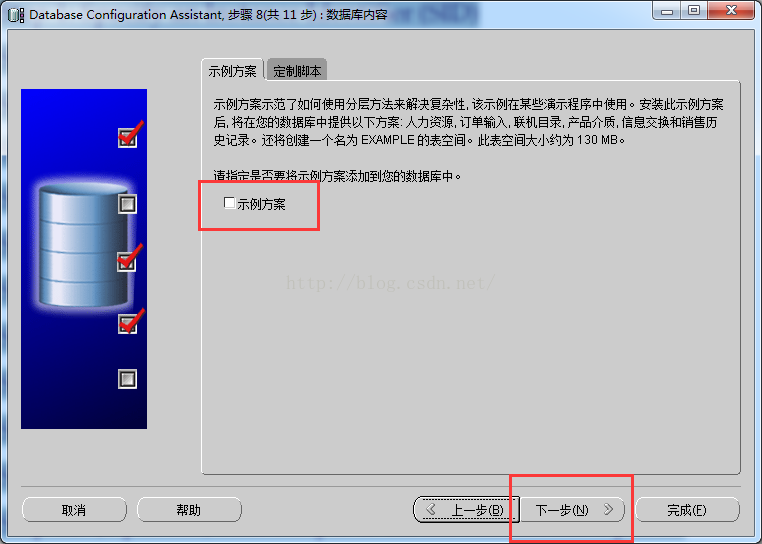 Database Configuration Assistant, 步骤 8(共 11 步) : 数据库内容
示例方案 定制脚本
示例方案示范了如何使用分层方法来解决复杂性, 该示例在某些演示程序中使用。安装此示例方案
后, 将在您的数据库中提供以下方案: 人力资源, 订单输入, 联机目录, 产品介质, 信息交换和销售历
史记录。还将创建一个名为 EXAMPLE 的表空间。此表空间大小约为 130 MB。
请指定是否要将示例方案添加到您的数据库中。
示例方案
http://blog.csdn.net/
取消 帮助 上一步(B) 下一步(N) 完成(F)